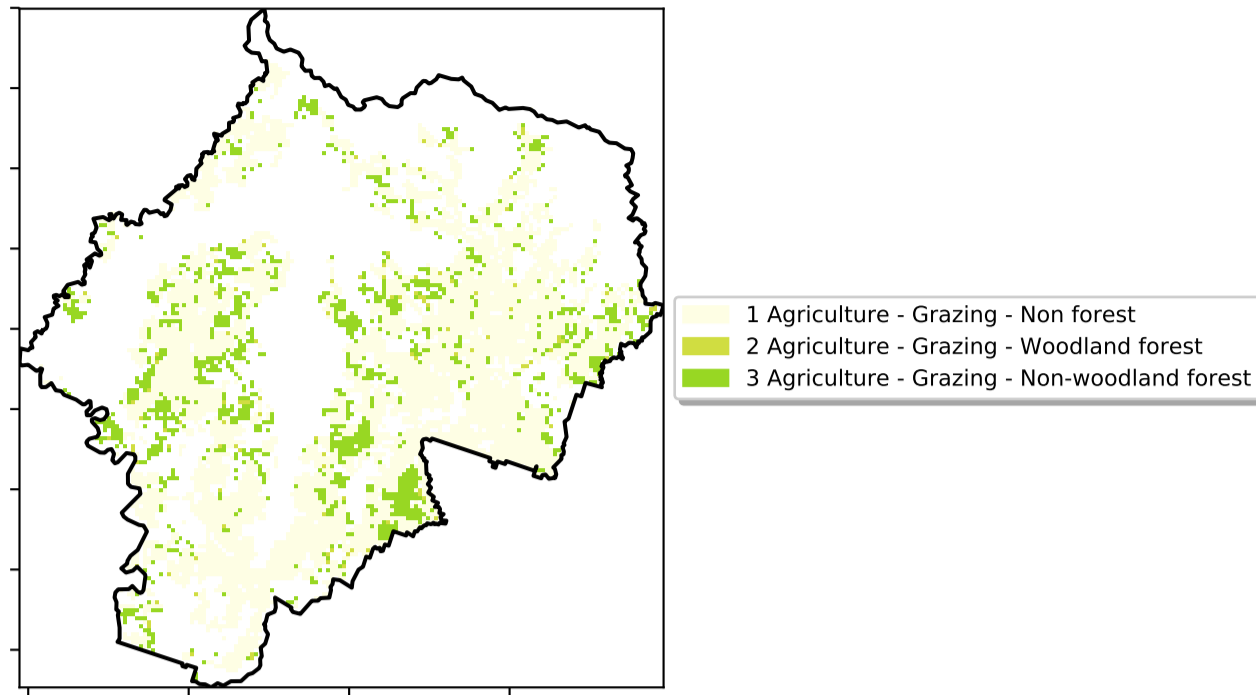 1 Agriculture - Grazing - Non forest
2 Agriculture - Grazing - Woodland forest
3 Agriculture - Grazing - Non-woodland forest